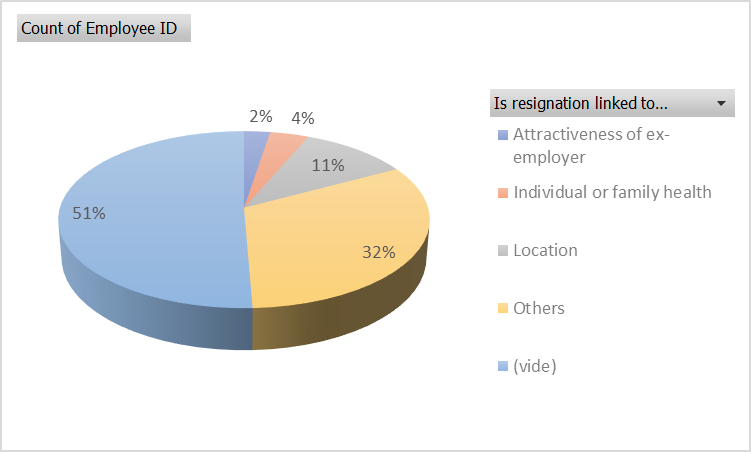 Count of Employee ID
Is resignation linked to...
2%
4%
11%
51%
32%
Attractiveness of ex-
employer
Individual or family health
Location
Others
(vide)